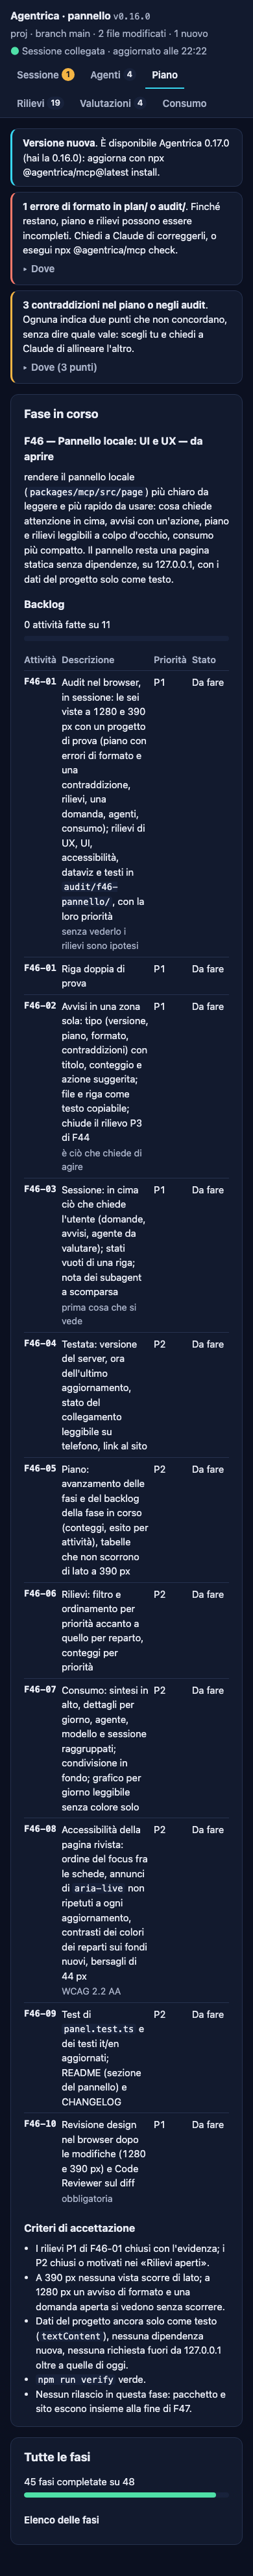 Agentrica · pannello v0.16.0
proj · branch main · 2 file modificati · 1 nuovo
Sessione collegata · aggiornato alle 22:22
Sessione 1 Agenti 4 Piano
Rilievi 19 Valutazioni 4 Consumo
Versione nuova. È disponibile Agentrica 0.17.0
(hai la 0.16.0): aggiorna con npx
@agentrica/mcp@latest install.
1 errore di formato in plan/ o audit/. Finché
restano, piano e rilievi possono essere
incompleti. Chiedi a Claude di correggerli, o
esegui npx @agentrica/mcp check.
▸ Dove
3 contraddizioni nel piano o negli audit.
Ognuna indica due punti che non concordano,
senza dire quale vale: scegli tu e chiedi a
Claude di allineare l'altro.
▸ Dove (3 punti)
Fase in corso
F46 — Pannello locale: UI e UX — da
aprire
rendere il pannello locale
(packages/mcp/src/page) più chiaro da
leggere e più rapido da usare: cosa chiede
attenzione in cima, avvisi con un'azione, piano
e rilievi leggibili a colpo d'occhio, consumo
più compatto. Il pannello resta una pagina
statica senza dipendenze, su 127.0.0.1, con i
dati del progetto solo come testo.
Backlog
0 attività fatte su 11
Attività Descrizione Priorità Stato
F46-01 Audit nel browser, P1 Da fare
in sessione: le sei
viste a 1280 e 390
px con un progetto
di prova (piano con
errori di formato e
una
contraddizione,
rilievi, una
domanda, agenti,
consumo); rilievi di
UX, UI,
accessibilità,
dataviz e testi in
audit/f46-
pannello/, con la
loro priorità
senza vederlo i
rilievi sono ipotesi
F46-01 Riga doppia di P1 Da fare
prova
F46-02 Avvisi in una zona P1 Da fare
sola: tipo (versione,
piano, formato,
contraddizioni) con
titolo, conteggio e
azione suggerita;
file e riga come
testo copiabile;
chiude il rilievo P3
di F44
è ciò che chiede di
agire
F46-03 Sessione: in cima P1 Da fare
ciò che chiede
l'utente (domande,
avvisi, agente da
valutare); stati
vuoti di una riga;
nota dei subagent
a scomparsa
prima cosa che si
vede
F46-04 Testata: versione P2 Da fare
del server, ora
dell'ultimo
aggiornamento,
stato del
collegamento
leggibile su
telefono, link al sito
F46-05 Piano: P2 Da fare
avanzamento delle
fasi e del backlog
della fase in corso
(conteggi, esito per
attività), tabelle
che non scorrono
di lato a 390 px
F46-06 Rilievi: filtro e P2 Da fare
ordinamento per
priorità accanto a
quello per reparto,
conteggi per
priorità
F46-07 Consumo: sintesi in P2 Da fare
alto, dettagli per
giorno, agente,
modello e sessione
raggruppati;
condivisione in
fondo; grafico per
giorno leggibile
senza colore solo
F46-08 Accessibilità della P2 Da fare
pagina rivista:
ordine del focus fra
le schede, annunci
di aria-live non
ripetuti a ogni
aggiornamento,
contrasti dei colori
dei reparti sui fondi
nuovi, bersagli di
44 px
WCAG 2.2 AA
F46-09 Test di P2 Da fare
panel.test.ts e
dei testi it/en
aggiornati;
README (sezione
del pannello) e
CHANGELOG
F46-10 Revisione design P1 Da fare
nel browser dopo
le modifiche (1280
e 390 px) e Code
Reviewer sul diff
obbligatoria
Criteri di accettazione
• I rilievi P1 di F46-01 chiusi con l'evidenza; i
P2 chiusi o motivati nei «Rilievi aperti».
• A 390 px nessuna vista scorre di lato; a
1280 px un avviso di formato e una
domanda aperta si vedono senza scorrere.
• Dati del progetto ancora solo come testo
(textContent), nessuna dipendenza
nuova, nessuna richiesta fuori da 127.0.0.1
oltre a quelle di oggi.
• npm run verify verde.
• Nessun rilascio in questa fase: pacchetto e
sito escono insieme alla fine di F47.
Tutte le fasi
45 fasi completate su 48
Elenco delle fasi